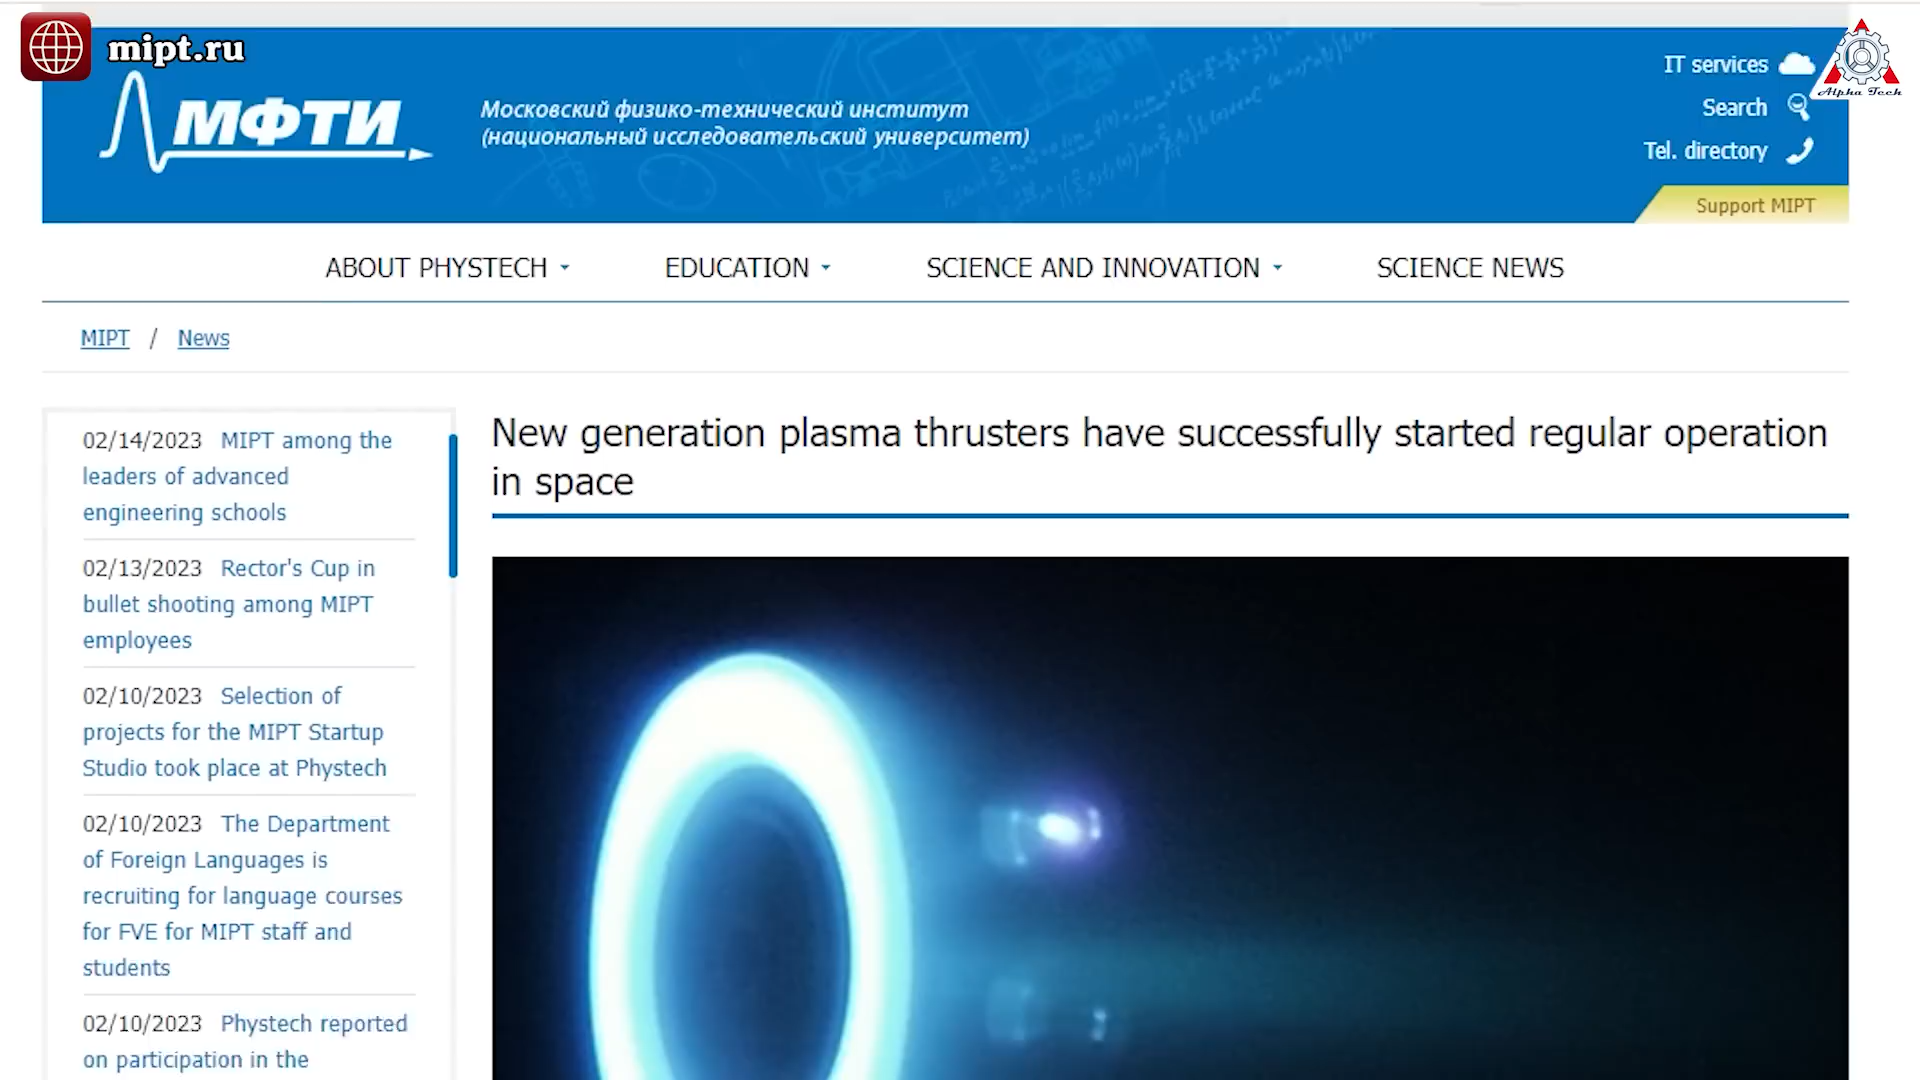 mipt.ru
МФТИ
Московский физико-технический институт
(национальный исследовательский университет)
IT services
Search
Tel. directory
Support MIPT
Alpha Tech
ABOUT PHYSTECH
EDUCATION
SCIENCE AND INNOVATION
SCIENCE NEWS
MIPT / News
02/14/2023 MIPT among the
leaders of advanced
engineering schools
02/13/2023 Rector's Cup in
bullet shooting among MIPT
employees
02/10/2023 Selection of
projects for the MIPT Startup
Studio took place at Phystech
02/10/2023 The Department
of Foreign Languages is
recruiting for language courses
for FVE for MIPT staff and
students
02/10/2023 Phystech reported
on participation in the
New generation plasma thrusters have successfully started regular operation
in space